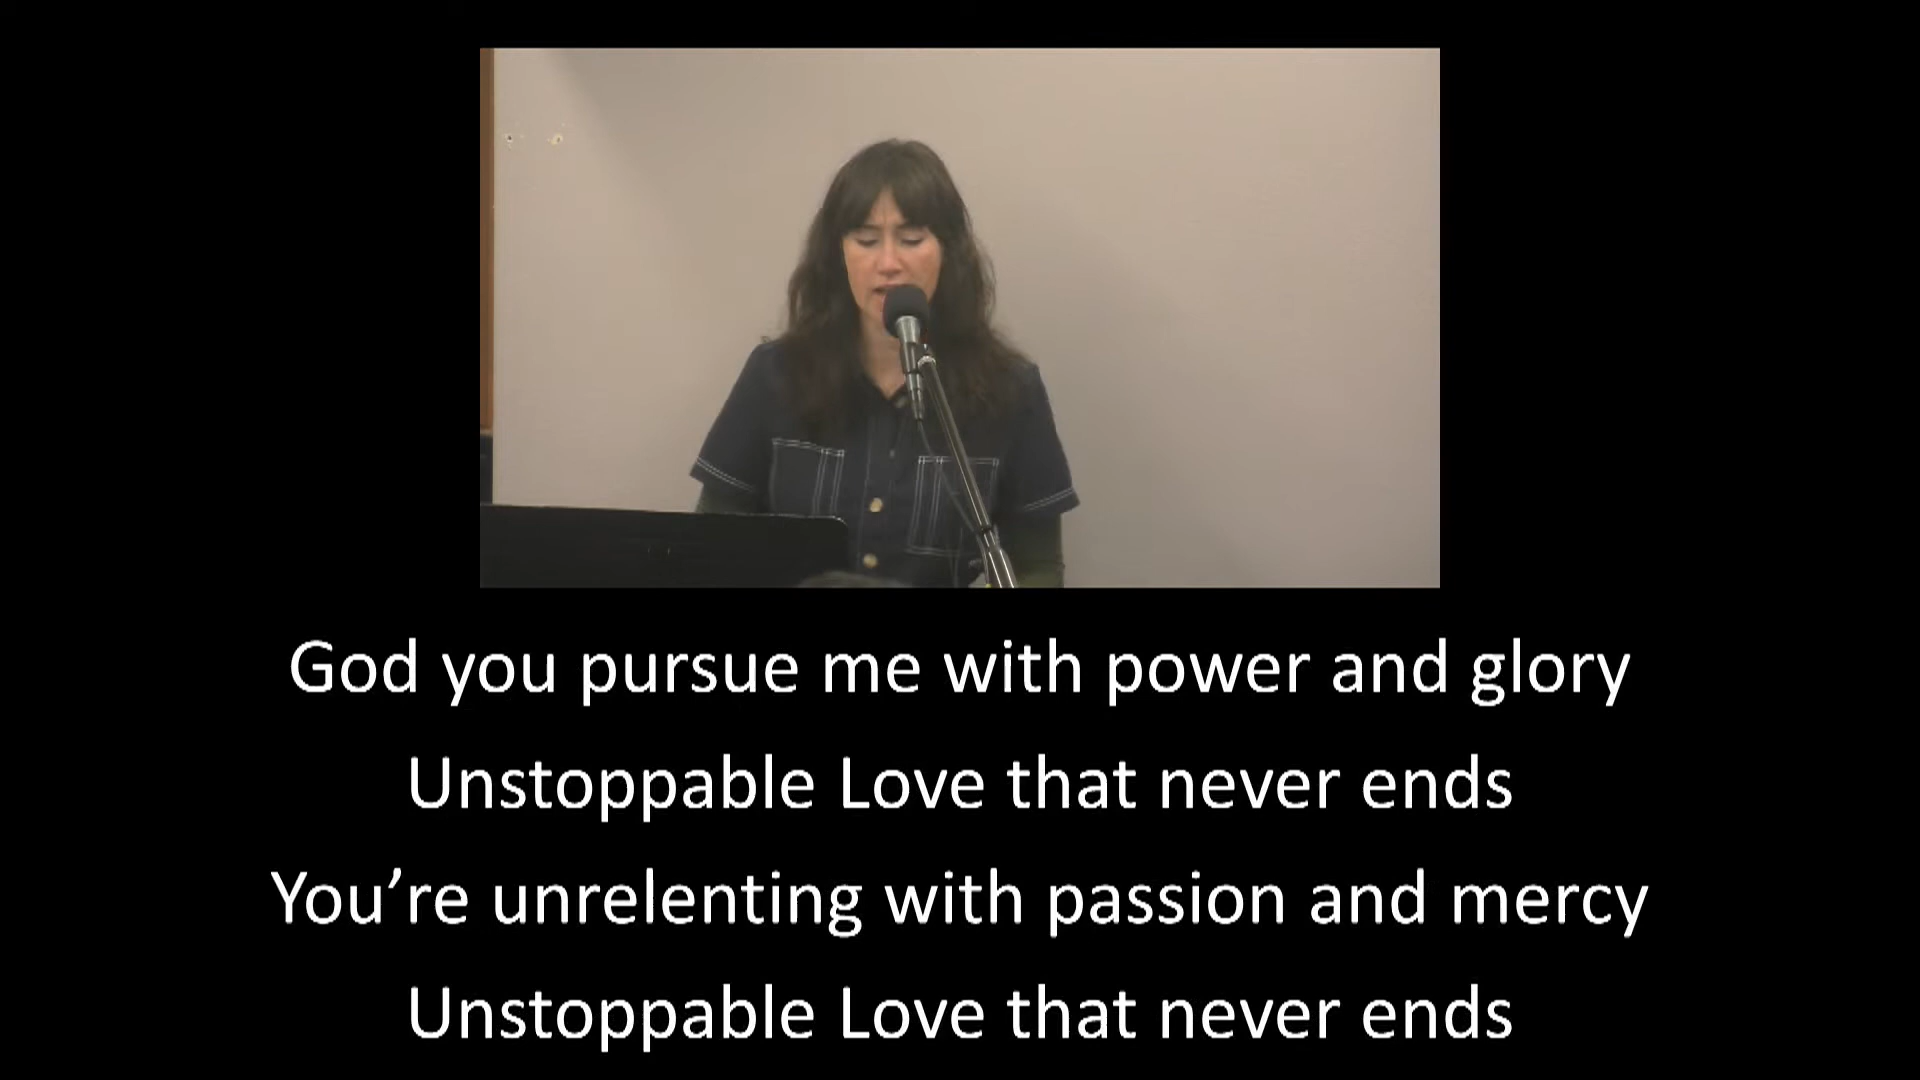 God you pursue me with power and glory
Unstoppable Love that never ends
You’re unrelenting with passion and mercy
Unstoppable Love that never ends